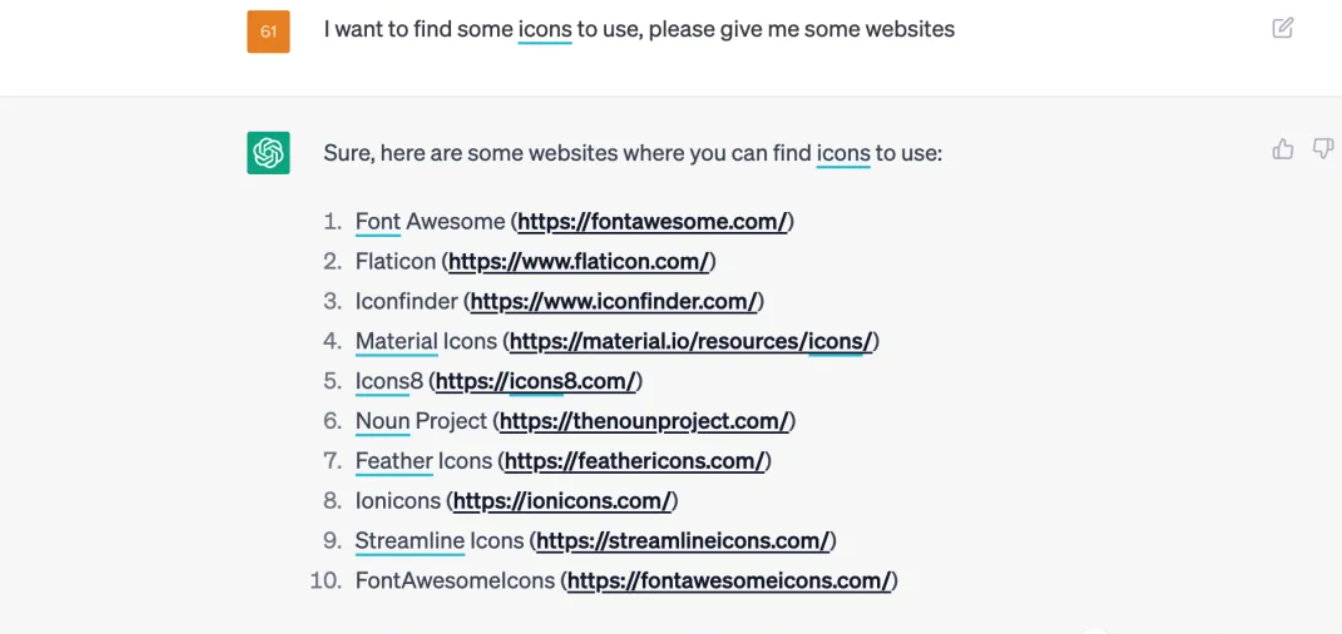 61
I want to find some icons to use, please give me some websites
Sure, here are some websites where you can find icons to use:
1. Font Awesome (https://fontawesome.com/)
2. Flaticon (https://www.flaticon.com/)
3. Iconfinder (https://www.iconfinder.com/)
4. Material Icons (https://material.io/resources/icons/)
5. Icons8 (https://icons8.com/)
6. Noun Project (https://thenounproject.com/)
7. Feather Icons (https://feathericons.com/)
8. Ionicons (https://ionicons.com/)
9. Streamline Icons (https://streamlineicons.com/)
10. FontAwesomeIcons (https://fontawesomeicons.com/)